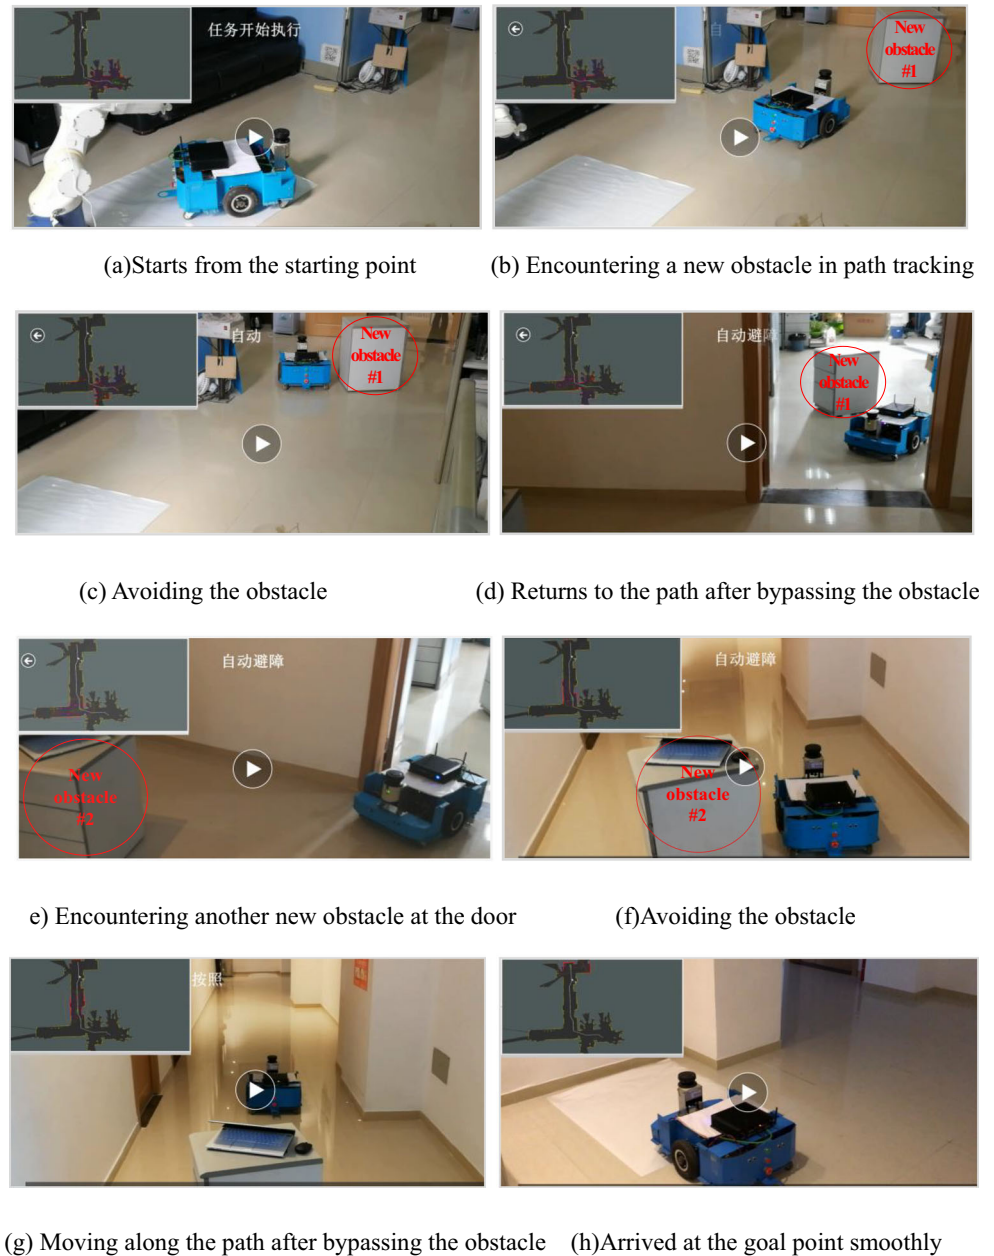 任务开始执行
自
New
obstacle
#1
(a)Starts from the starting point
(b) Encountering a new obstacle in path tracking
自动
New
obstacle
#1
自动避障
New
obstacle
#1
(c) Avoiding the obstacle
(d) Returns to the path after bypassing the obstacle
自动避障
New
obstacle
#2
自动避障
New
obstacle
#2
e) Encountering another new obstacle at the door
(f)Avoiding the obstacle
按照
(g) Moving along the path after bypassing the obstacle
(h)Arrived at the goal point smoothly